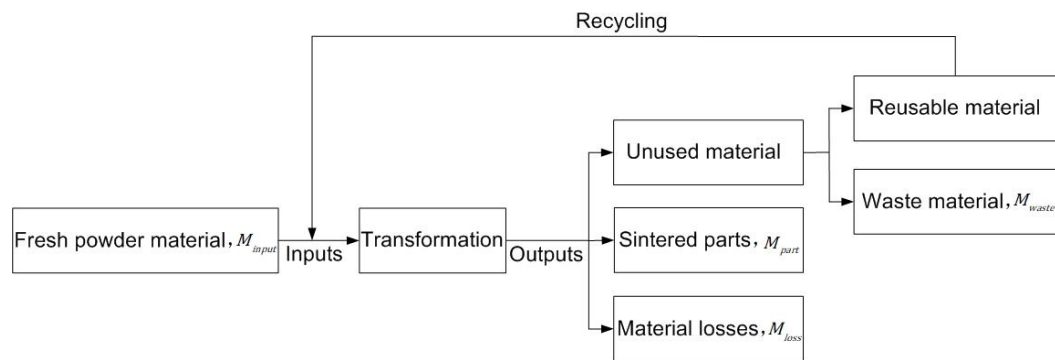 Recycling
Reusable material
Unused material
Waste material, M_waste
Fresh powder material, M_input
Inputs
Transformation
Outputs
Sintered parts, M_part
Material losses, M_loss